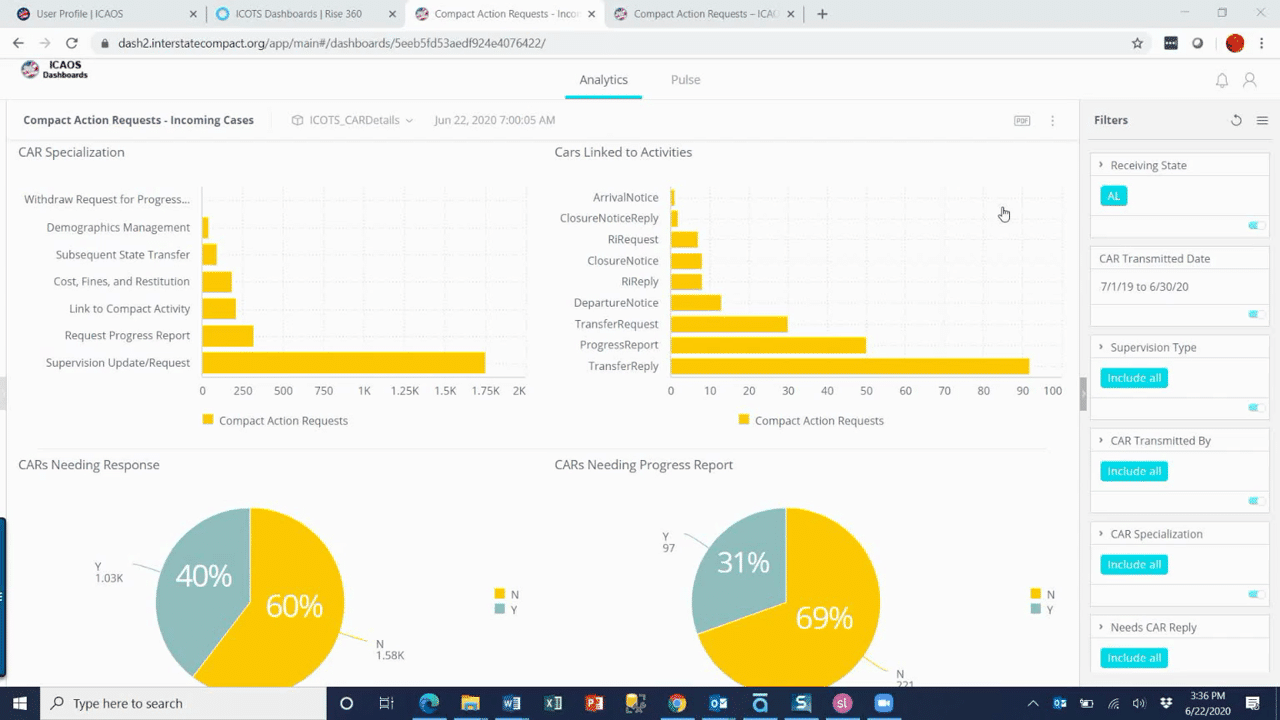 User Profile | ICAOS
ICOTS Dashboards | Rise 360
Compact Action Requests - Incom
Compact Action Requests – ICAO
dash2.interstatecompact.org/app/main#/dashboards/5eeb5fd53aedf924e4076422/
ICAOS
Dashboards
Analytics
Pulse
Compact Action Requests - Incoming Cases
ICOTS_CARDetails
Jun 22, 2020 7:00:05 AM
PDF
Filters
CAR Specialization
Withdraw Request for Progress...
Demographics Management
Subsequent State Transfer
Cost, Fines, and Restitution
Link to Compact Activity
Request Progress Report
Supervision Update/Request
0 250 500 750 1K 1.25K 1.5K 1.75K 2K
Compact Action Requests
Cars Linked to Activities
ArrivalNotice
ClosureNoticeReply
RiRequest
ClosureNotice
RiReply
DepartureNotice
TransferRequest
ProgressReport
TransferReply
0 10 20 30 40 50 60 70 80 90 100
Compact Action Requests
CARs Needing Response
Y
1.03K
40%
60%
N
1.58K
N
Y
CARs Needing Progress Report
Y
97
31%
69%
N
221
N
Y
Receiving State
AL
CAR Transmitted Date
7/1/19 to 6/30/20
Supervision Type
Include all
CAR Transmitted By
Include all
CAR Specialization
Include all
Needs CAR Reply
Include all
Type here to search
3:36 PM
6/22/2020